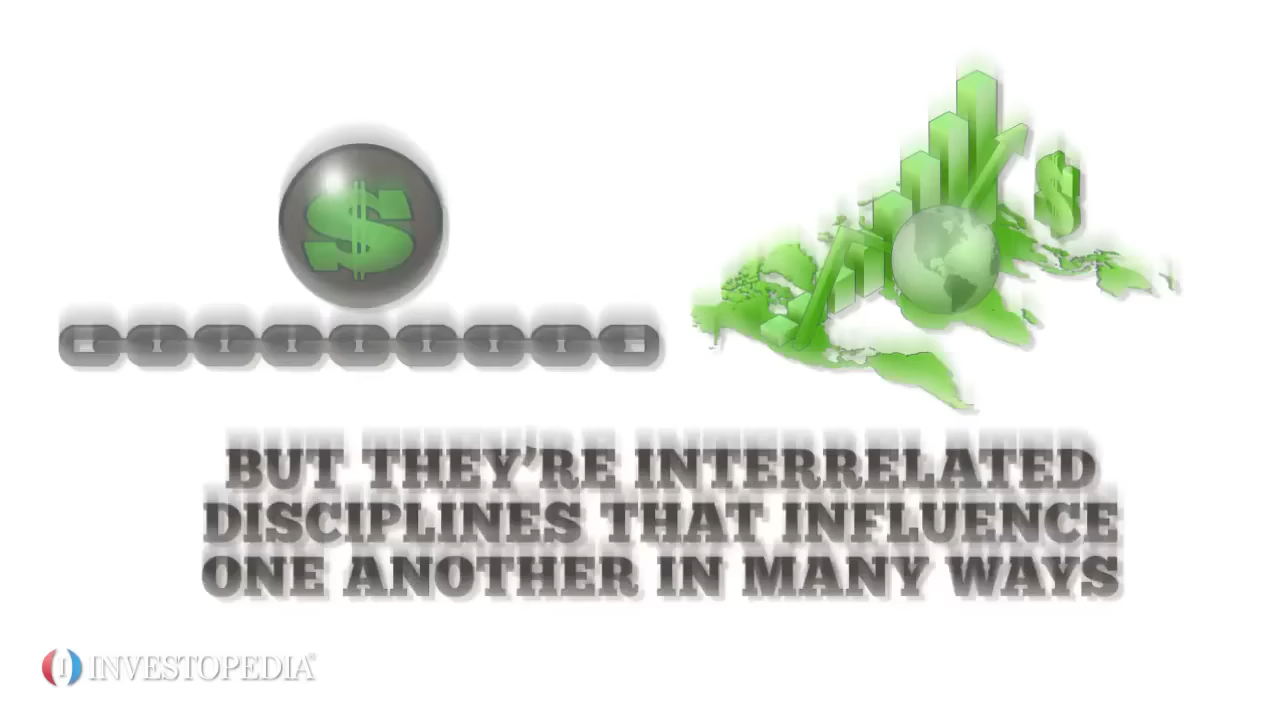 $
$
BUT THEY'RE INTERRELATED
DISCIPLINES THAT INFLUENCE
ONE ANOTHER IN MANY WAYS
INVESTOPEDIA®